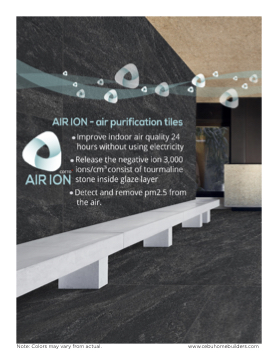 AIR ION - air purification tiles
• Improve indoor air quality 24
hours without using electricity
• Release the negative ion 3,000
ions/cm³ consist of tourmaline
stone inside glaze layer
• Detect and remove pm2.5 from
the air.
AIR ION
Note: Colors may vary from actual.
www.cebuhomebuilders.com